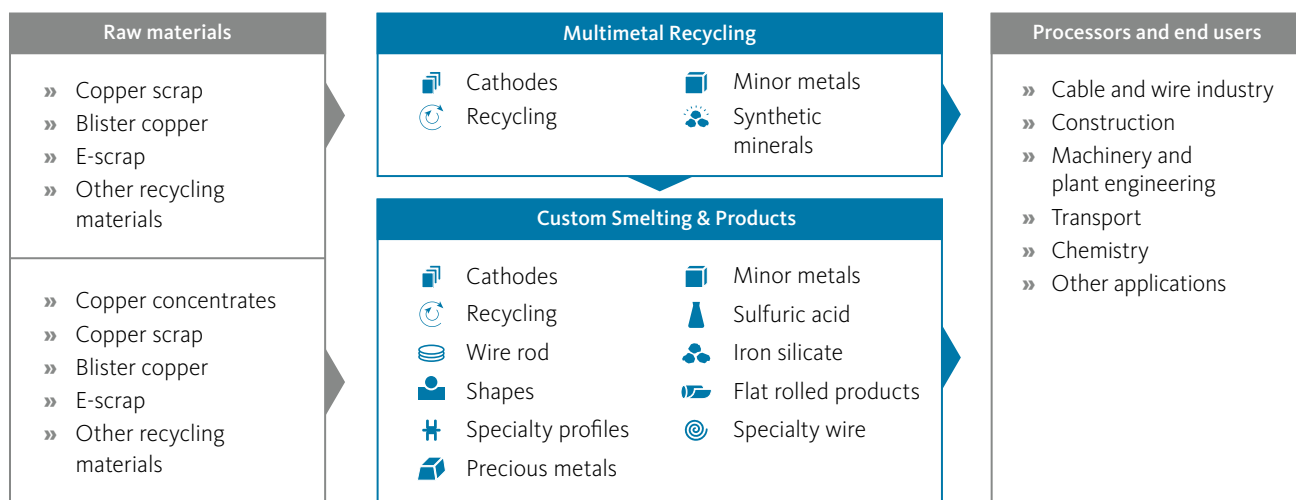 Raw materials
» Copper scrap
» Blister copper
» E-scrap
» Other recycling
materials
» Copper concentrates
» Copper scrap
» Blister copper
» E-scrap
» Other recycling
materials
Multimetal Recycling
Cathodes
Recycling
Minor metals
Synthetic
minerals
Custom Smelting & Products
Cathodes
Recycling
Wire rod
Shapes
Specialty profiles
Precious metals
Minor metals
Sulfuric acid
Iron silicate
Flat rolled products
Specialty wire
Processors and end users
» Cable and wire industry
» Construction
» Machinery and
plant engineering
» Transport
» Chemistry
» Other applications